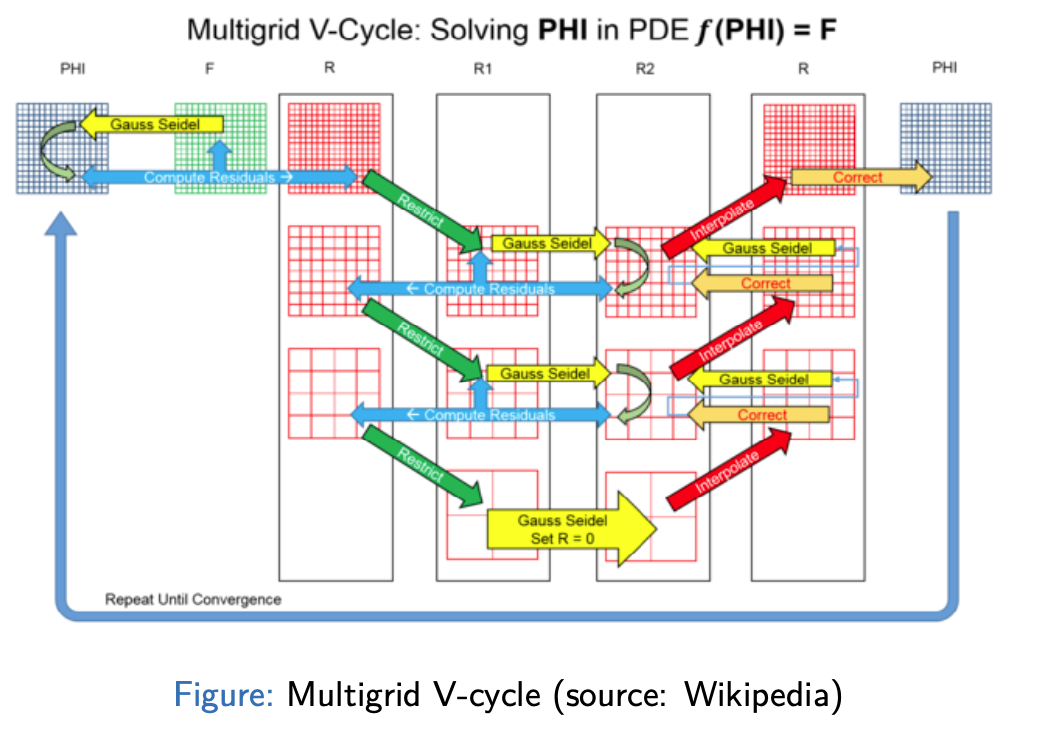 Multigrid V-Cycle: Solving PHI in PDE f(PHI) = F
PHI
F
R
R1
R2
R
PHI
Gauss Seidel
Compute Residuals →
Correct
Restrict
Interpolate
Gauss Seidel
Gauss Seidel
← Compute Residuals
Correct
Restrict
Interpolate
Gauss Seidel
Gauss Seidel
← Compute Residuals
Correct
Restrict
Interpolate
Gauss Seidel
Set R = 0
Repeat Until Convergence
Figure: Multigrid V-cycle (source: Wikipedia)